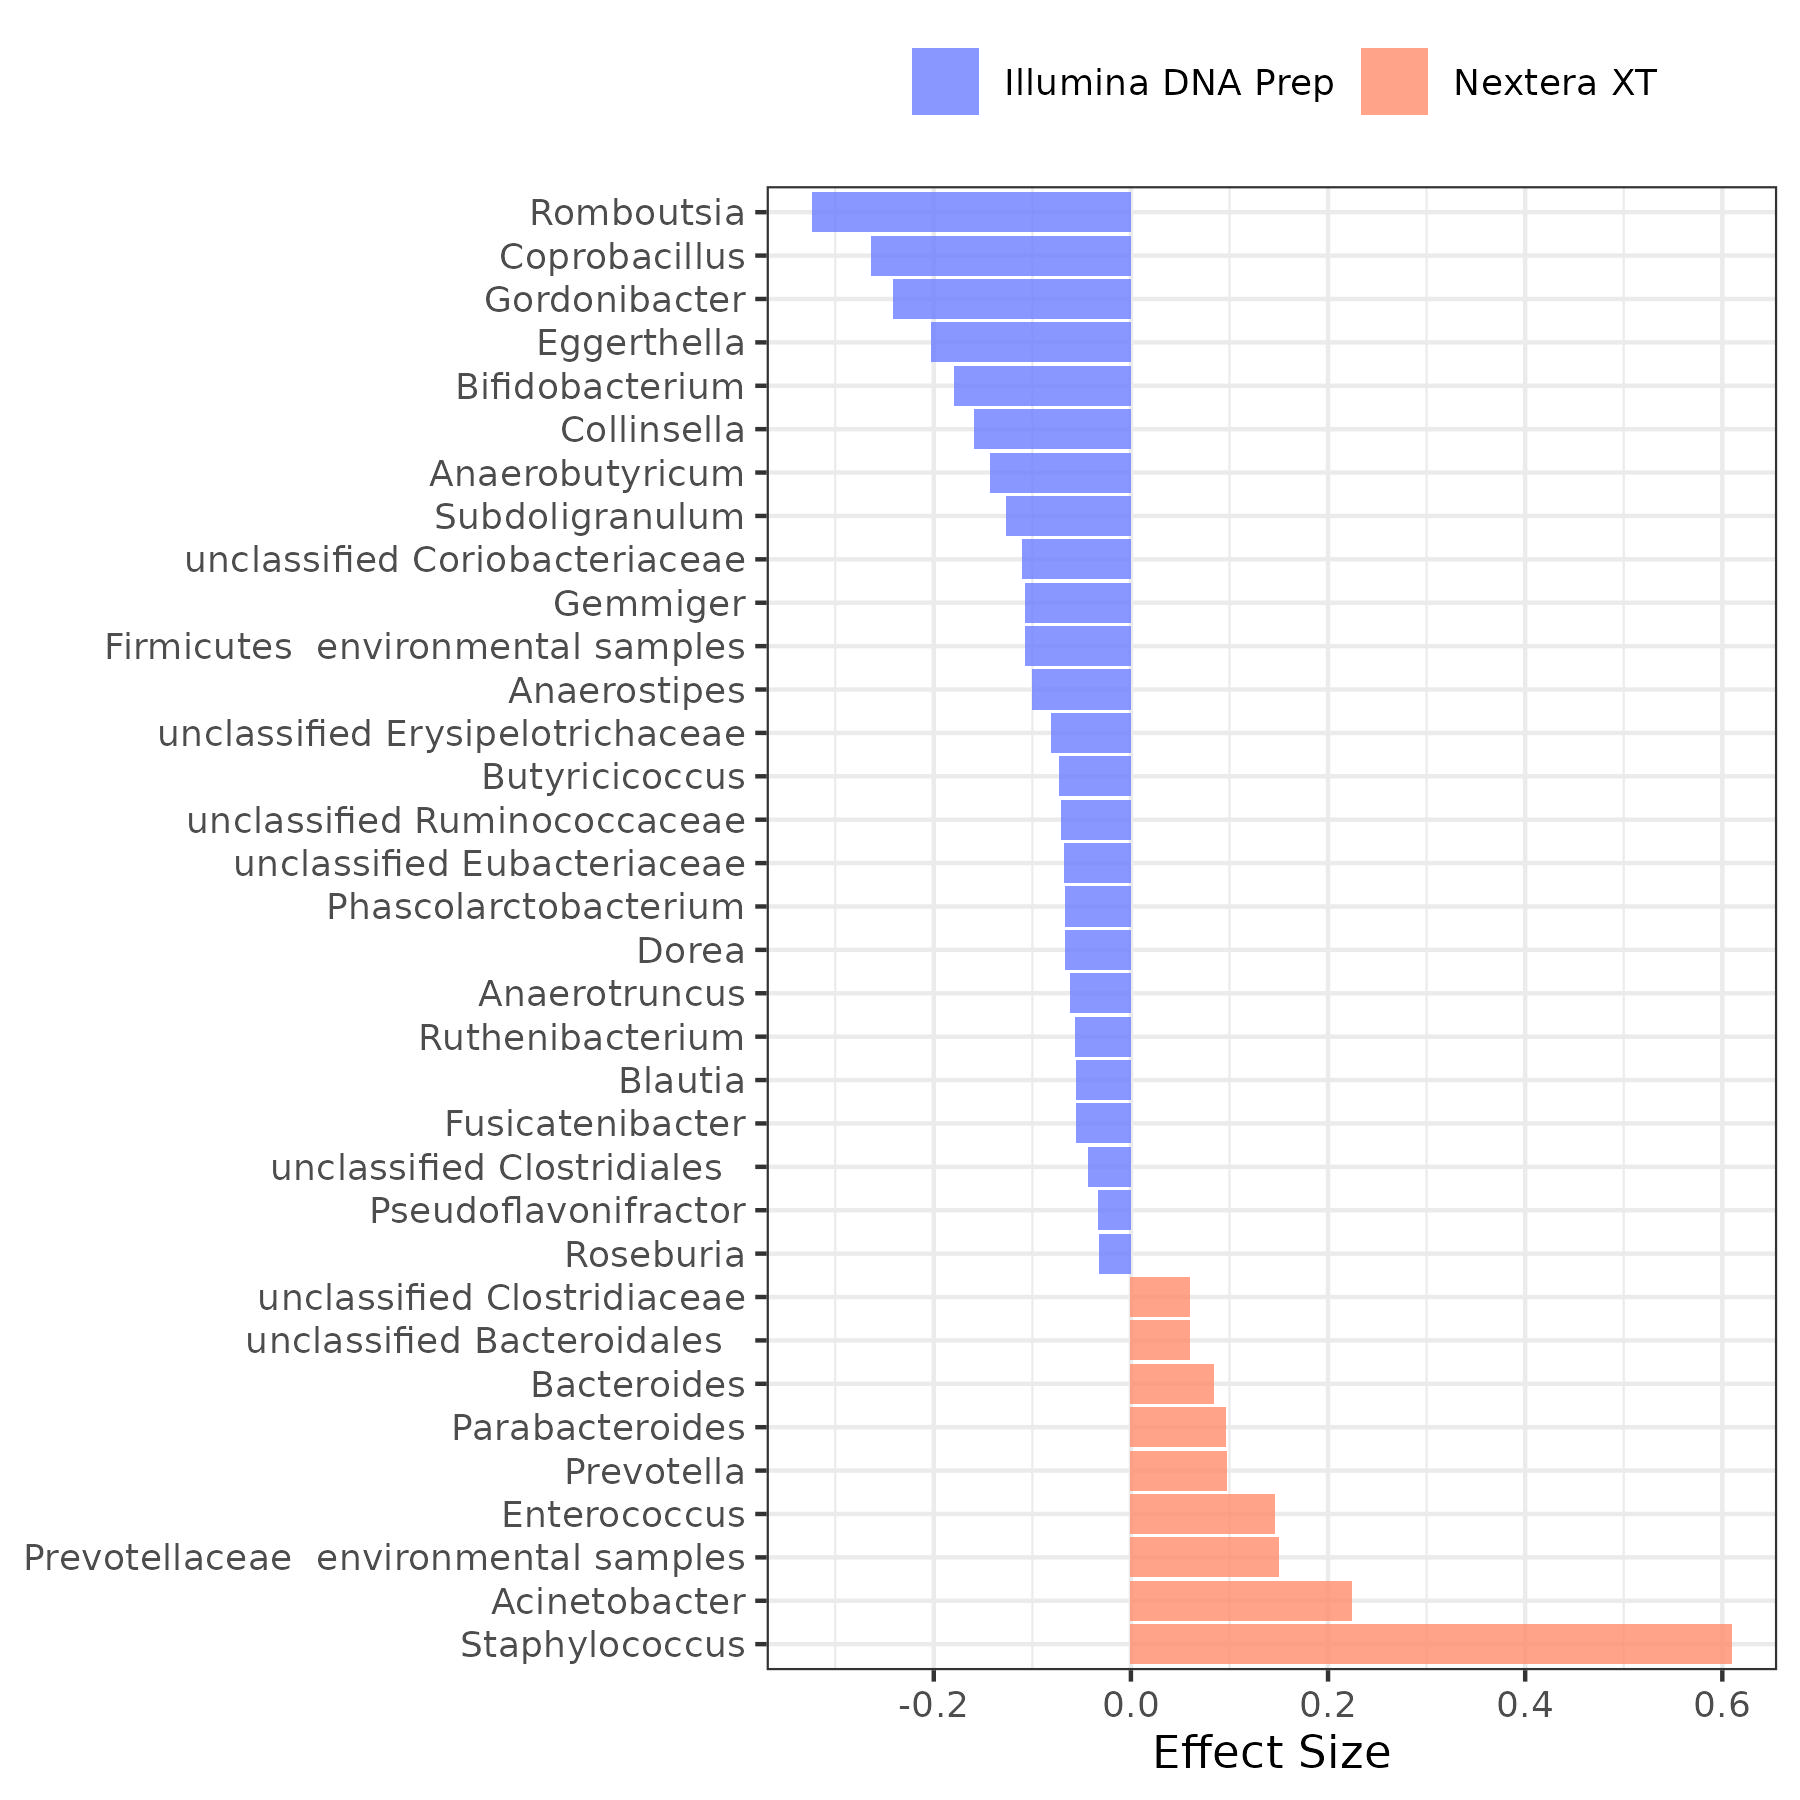 Illumina DNA Prep Nextera XT
Romboutsia
Coprobacillus
Gordonibacter
Eggerthella
Bifidobacterium
Collinsella
Anaerobutyricum
Subdoligranulum
unclassified Coriobacteriaceae
Gemmiger
Firmicutes  environmental samples
Anaerostipes
unclassified Erysipelotrichaceae
Butyricicoccus
unclassified Ruminococcaceae
unclassified Eubacteriaceae
Phascolarctobacterium
Dorea
Anaerotruncus
Ruthenibacterium
Blautia
Fusicatenibacter
unclassified Clostridiales
Pseudoflavonifractor
Roseburia
unclassified Clostridiaceae
unclassified Bacteroidales
Bacteroides
Parabacteroides
Prevotella
Enterococcus
Prevotellaceae  environmental samples
Acinetobacter
Staphylococcus
-0.2 0.0 0.2 0.4 0.6
Effect Size